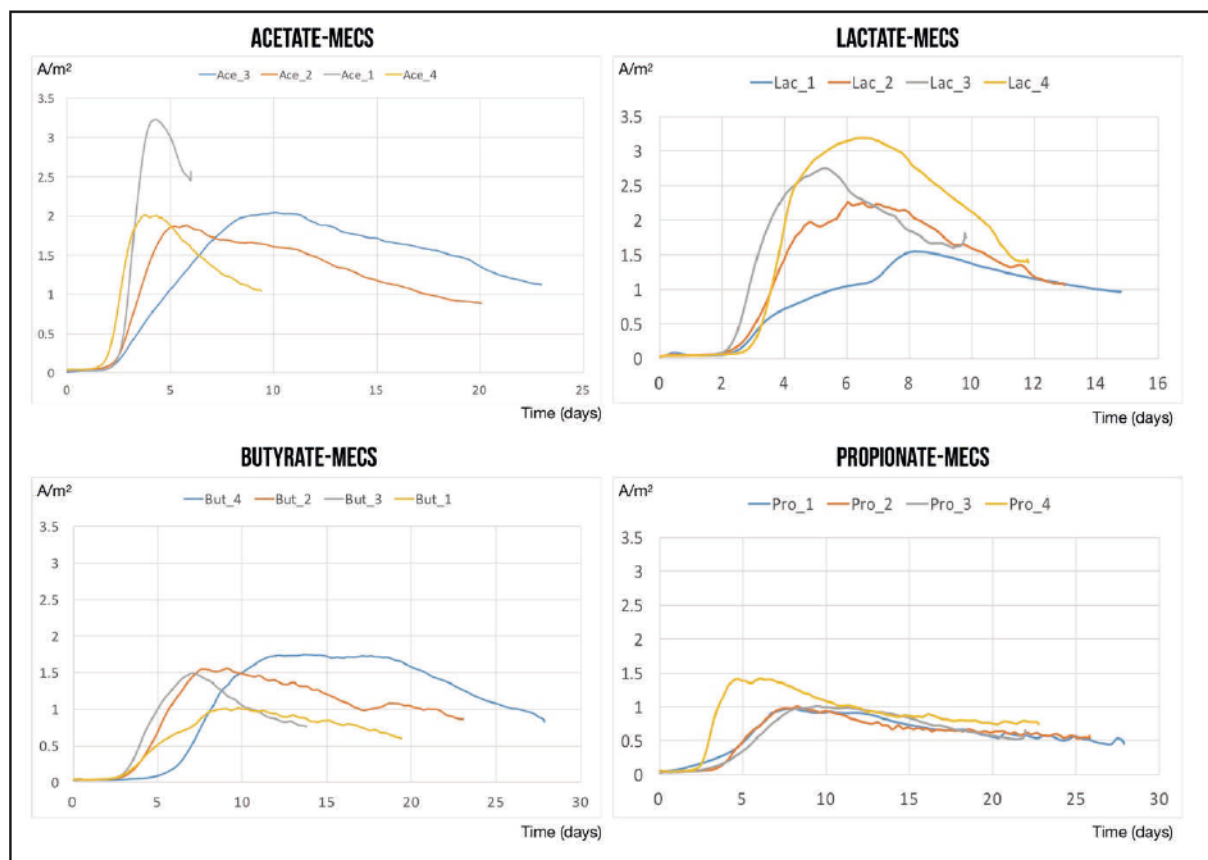 ACETATE-MECS
A/m²
Ace_3 Ace_2 Ace_1 Ace_4
3.5
3
2.5
2
1.5
1
0.5
0
0 5 10 15 20 25
Time (days)
LACTATE-MECS
A/m²
Lac_1 Lac_2 Lac_3 Lac_4
3.5
3
2.5
2
1.5
1
0.5
0
0 2 4 6 8 10 12 14 16
Time (days)
BUTYRATE-MECS
A/m²
But_4 But_2 But_3 But_1
3.5
3
2.5
2
1.5
1
0.5
0
0 5 10 15 20 25 30
Time (days)
PROPIONATE-MECS
A/m²
Pro_1 Pro_2 Pro_3 Pro_4
3.5
3
2.5
2
1.5
1
0.5
0
0 5 10 15 20 25 30
Time (days)